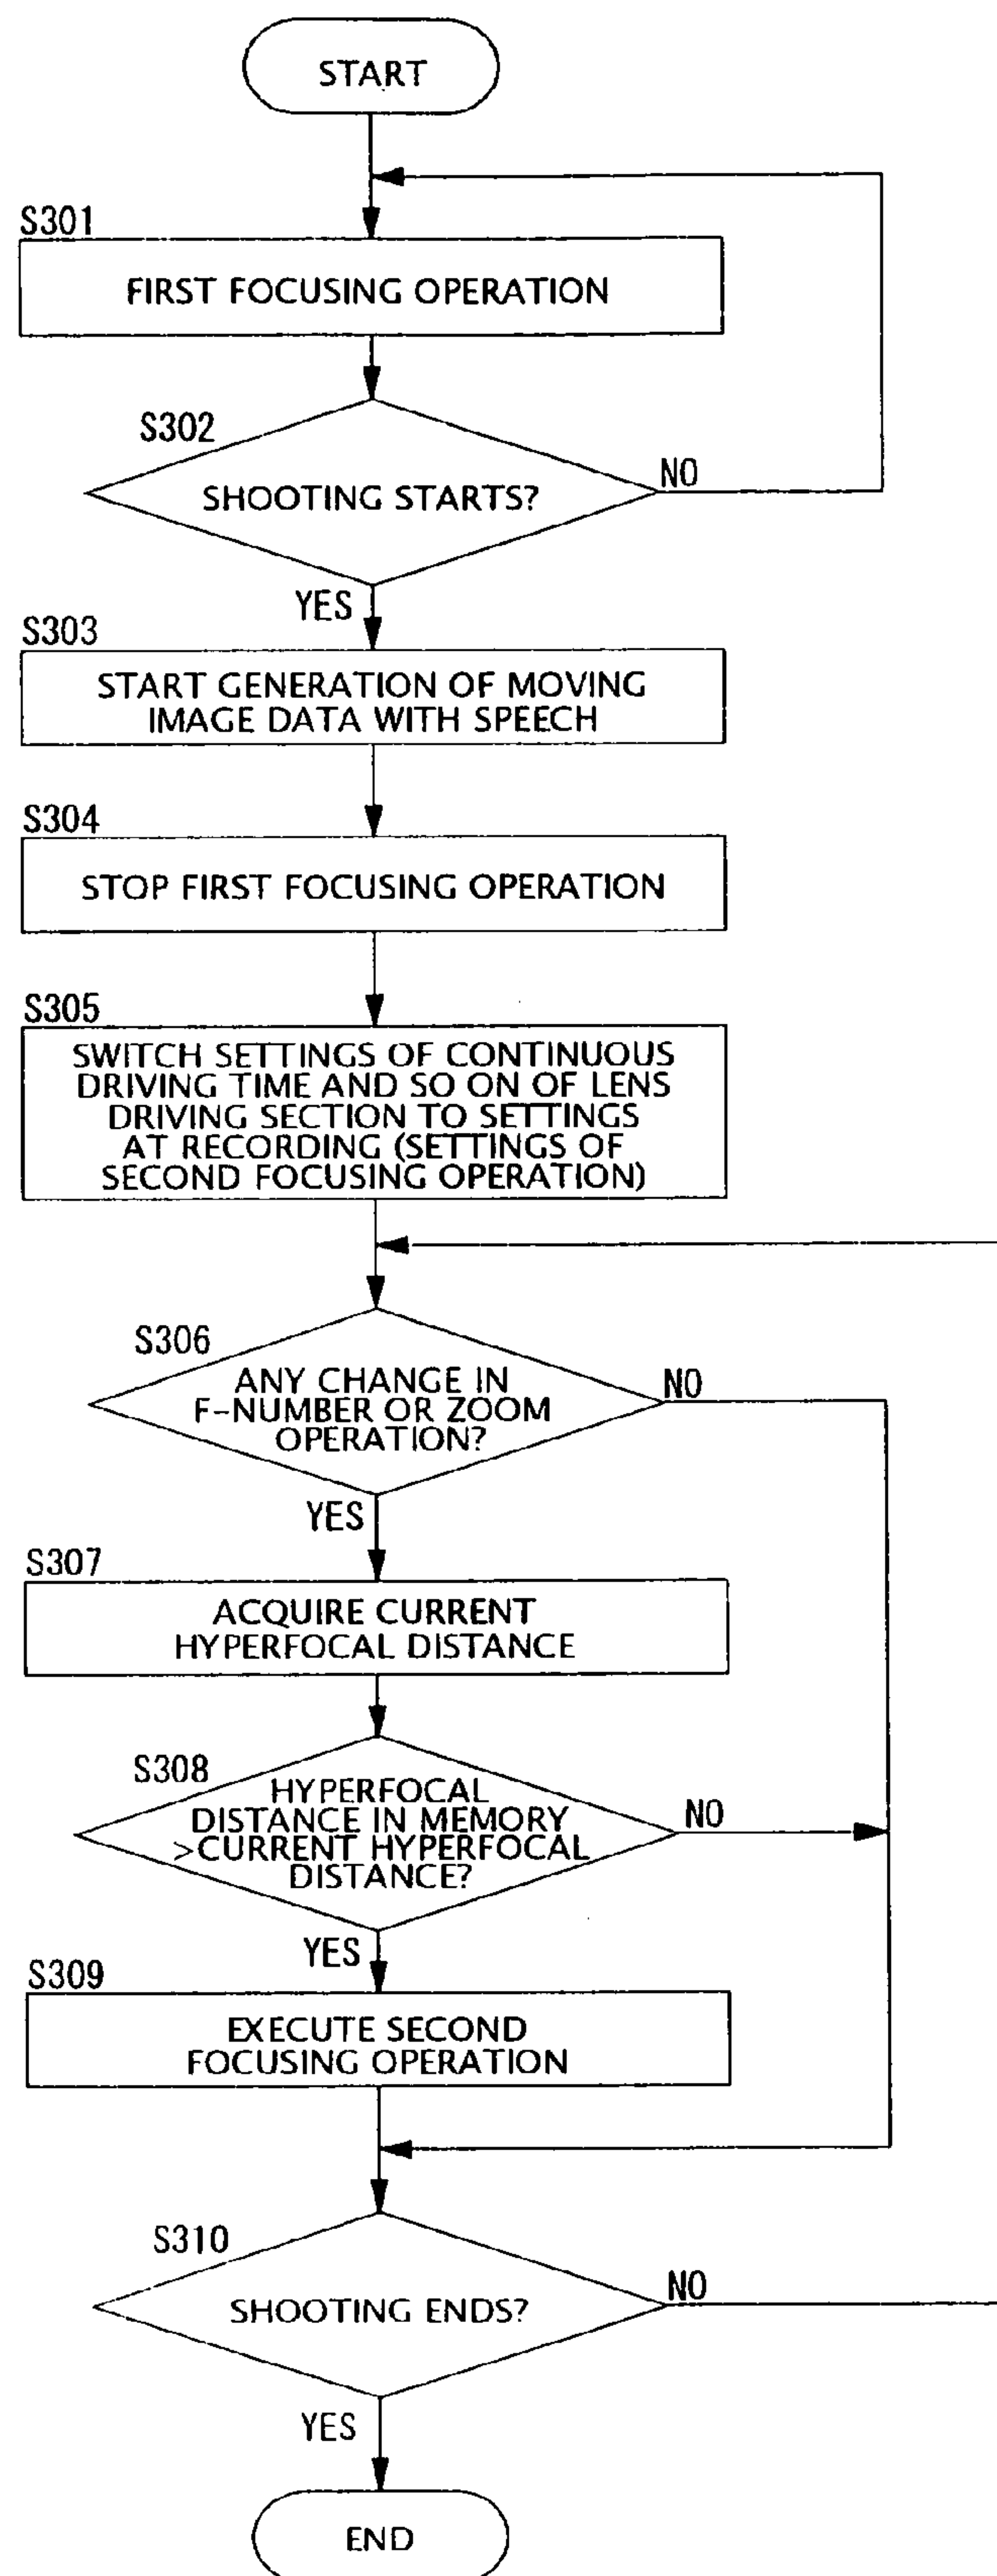 START
S301
FIRST FOCUSING OPERATION
S302
SHOOTING STARTS?
NO
YES
S303
START GENERATION OF MOVING
IMAGE DATA WITH SPEECH
S304
STOP FIRST FOCUSING OPERATION
S305
SWITCH SETTINGS OF CONTINUOUS
DRIVING TIME AND SO ON OF LENS
DRIVING SECTION TO SETTINGS
AT RECORDING (SETTINGS OF
SECOND FOCUSING OPERATION)
S306
ANY CHANGE IN
F-NUMBER OR ZOOM
OPERATION?
NO
YES
S307
ACQUIRE CURRENT
HYPERFOCAL DISTANCE
S308
HYPERFOCAL
DISTANCE IN MEMORY
>CURRENT HYPERFOCAL
DISTANCE?
NO
YES
S309
EXECUTE SECOND
FOCUSING OPERATION
S310
SHOOTING ENDS?
NO
YES
END